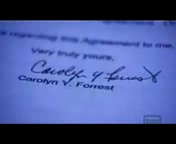 regarding this Agreement to me.
Very truly yours,
Carolyn Y Forrest
Carolyn Y. Forrest